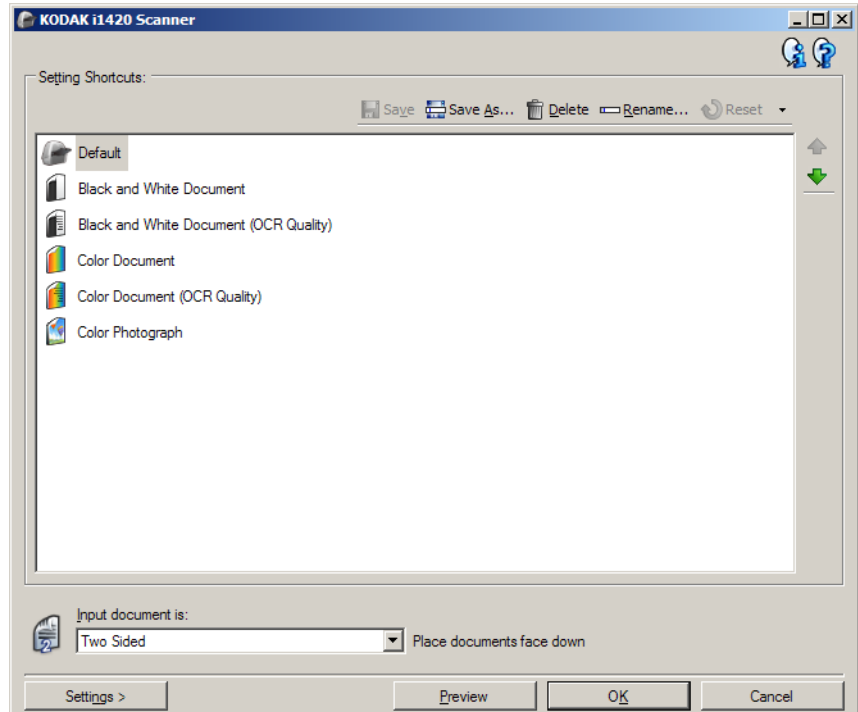 KODAK i1420 Scanner
Setting Shortcuts:
Save Save As... Delete Rename... Reset
Default
Black and White Document
Black and White Document (OCR Quality)
Color Document
Color Document (OCR Quality)
Color Photograph
Input document is:
2 Two Sided Place documents face down
Settings > Preview OK Cancel